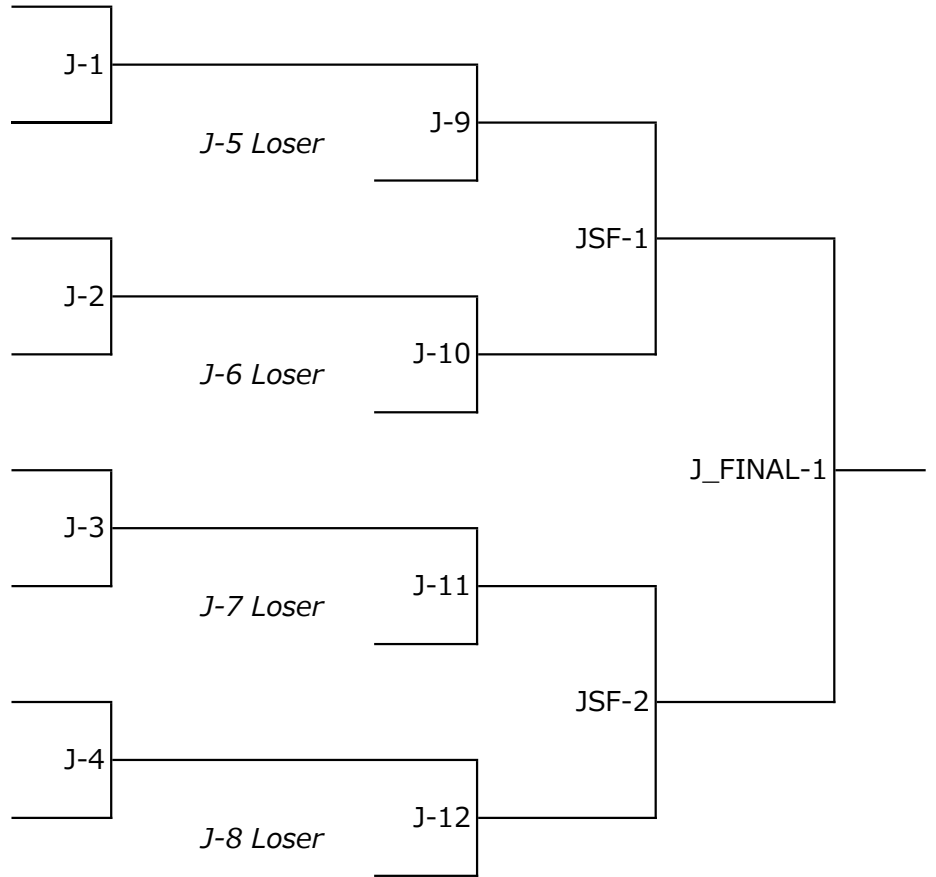 J-1
J-9
J-5 Loser
JSF-1
J-2
J-10
J-6 Loser
J_FINAL-1
J-3
J-11
J-7 Loser
JSF-2
J-4
J-12
J-8 Loser